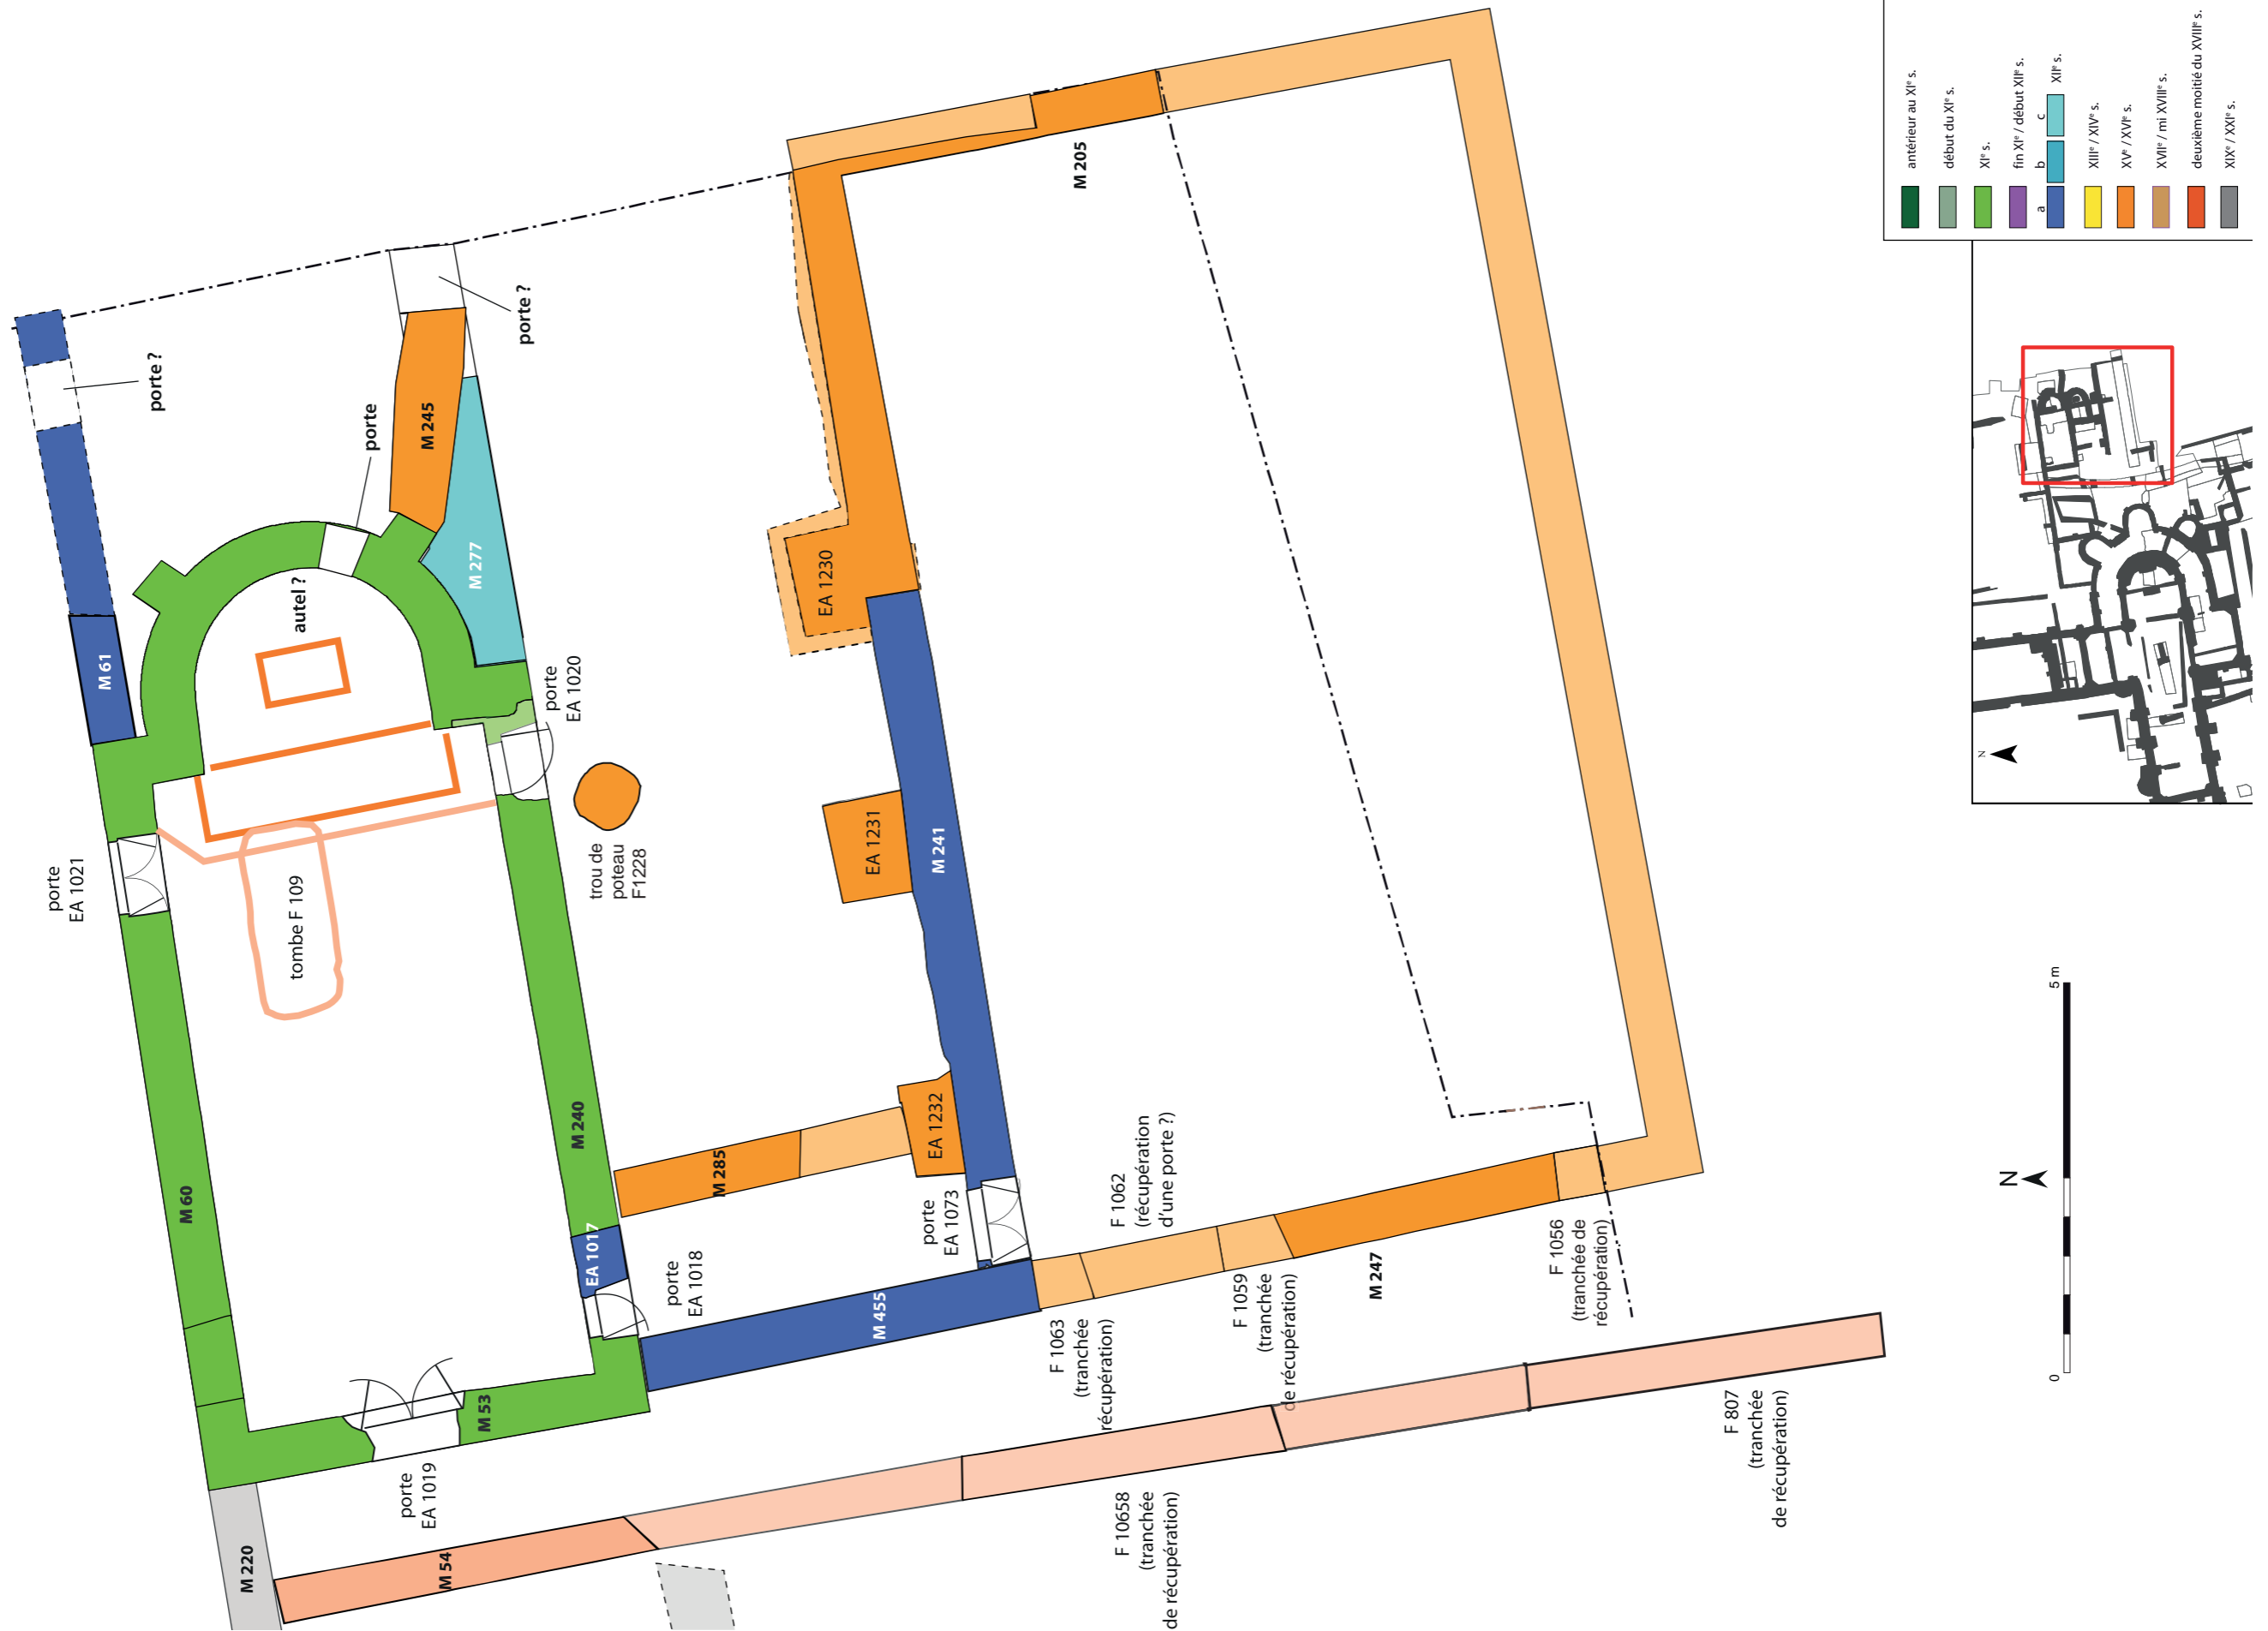 porte ?
porte
porte ?
M 245
M 277
M 61
autel ?
porte
EA 1020
porte
EA 1021
tombe F 109
trou de
poteau
F1228
M 60
M 240
EA 1017
porte
EA 1018
M 53
porte
EA 1019
M 220
M 54
M 285
M 455
EA 1230
EA 1231
EA 1232
M 241
M 205
porte
EA 1073
F 1062
(récupération
d'une porte ?)
F 1063
(tranchée
récupération)
F 1059
(tranchée
de récupération)
M 247
F 1056
(tranchée de
récupération)
F 10658
(tranchée
de récupération)
F 807
(tranchée
de récupération)
N
0
5 m
N
antérieur au XIᵉ s.
début du XIᵉ s.
XIᵉ s.
fin XIᵉ / début XIIᵉ s.
a b c XIIᵉ s.
XIIIᵉ / XIVᵉ s.
XVᵉ / XVIᵉ s.
XVIIᵉ / mi XVIIIᵉ s.
deuxième moitié du XVIIIᵉ s.
XIXᵉ / XXIᵉ s.